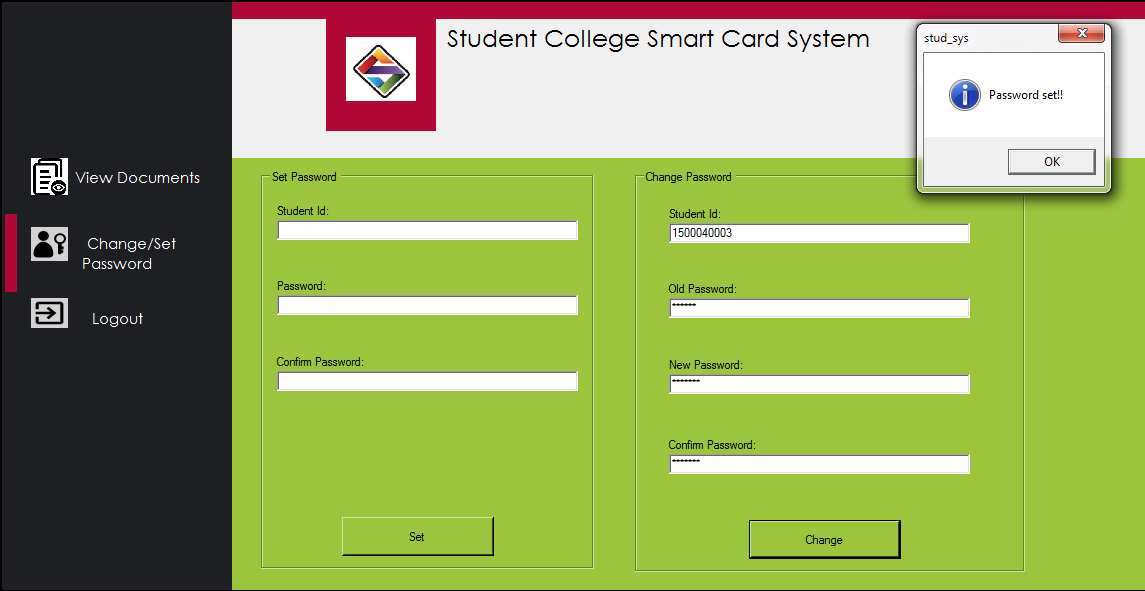 Student College Smart Card System
stud_sys
Password set!!
OK
View Documents
Change/Set
Password
Logout
Set Password
Student Id:
Password:
Confirm Password:
Set
Change Password
Student Id:
1500040003
Old Password:
******
New Password:
*******
Confirm Password:
*******
Change